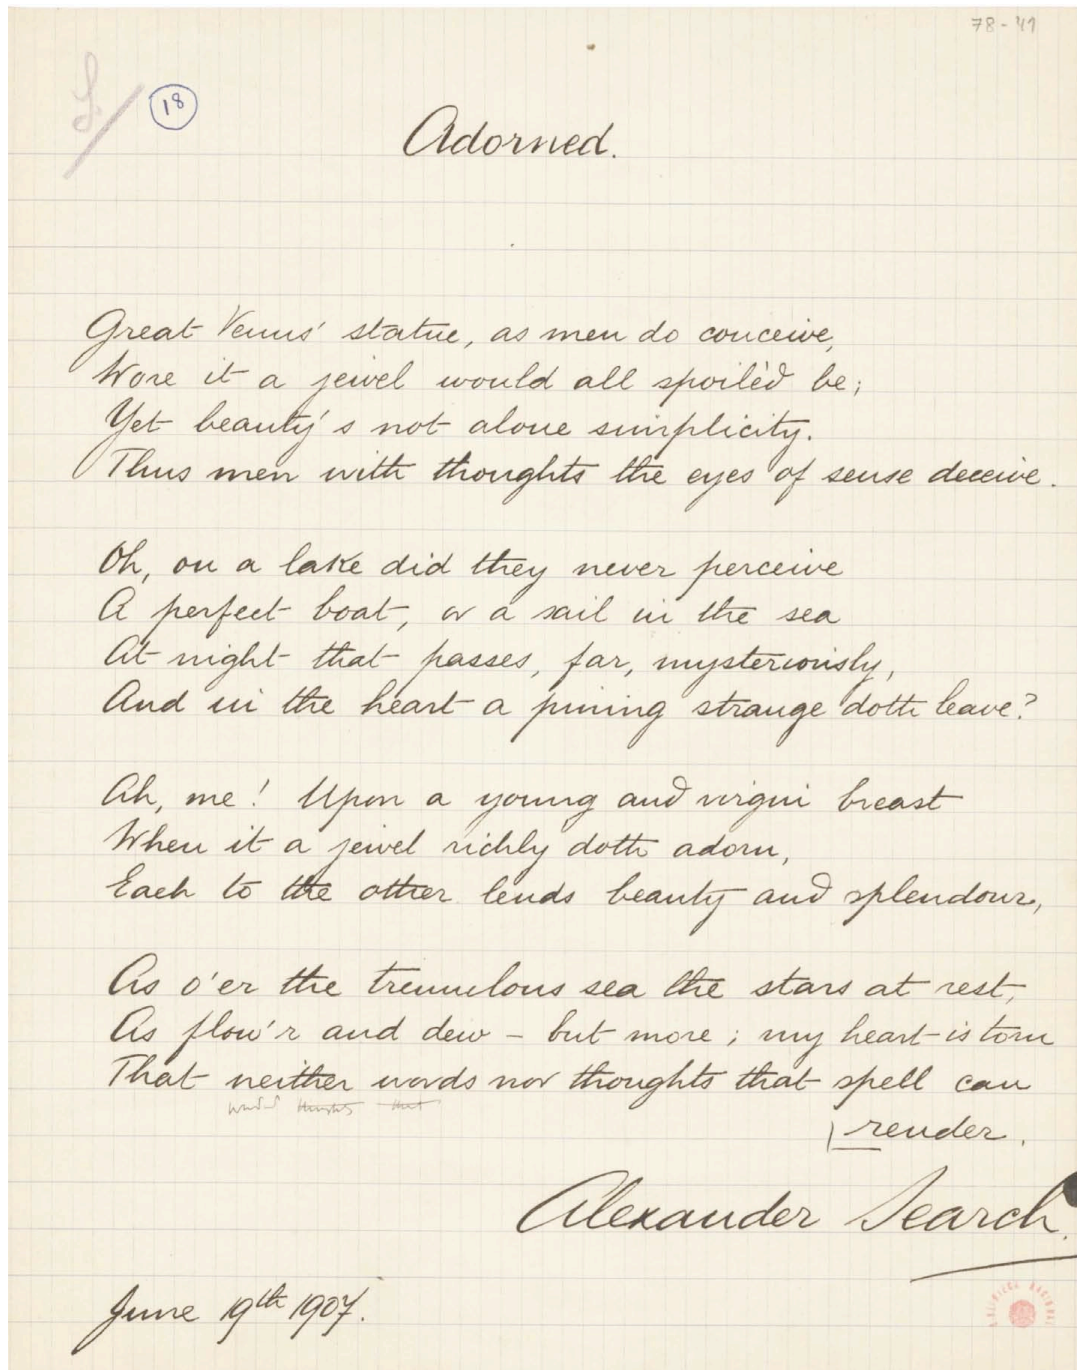 78-41
18
Adorned.
Great Venus' statue, as men do conceive,
Wore it a jewel would all spoilèd be;
Yet beauty's not alone simplicity.
Thus men with thoughts the eyes of sense deceive.
Oh, on a lake did they never perceive
A perfect boat, or a sail in the sea
At night that passes, far, mysteriously,
And in the heart a pining strange doth leave?
Ah, me! Upon a young and virgin breast
When it a jewel richly doth adorn,
Each to the other lends beauty and splendour,
As o'er the tremulous sea the stars at rest,
As flow'r and dew – but more; my heart is torn
That neither words nor thoughts that spell can
thoughts that
render.
Alexander Search.
June 19th 1907.
BIBLIOTECA NACIONAL